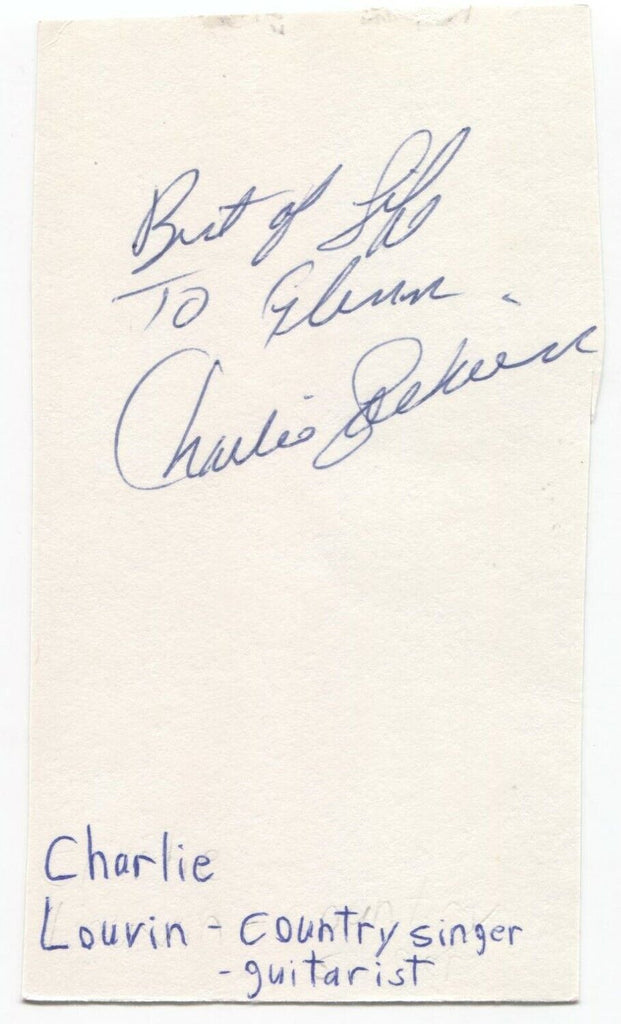 Best of Life
To Glenn -
Charlie Louvin
Charlie
Louvin - country singer
- guitarist